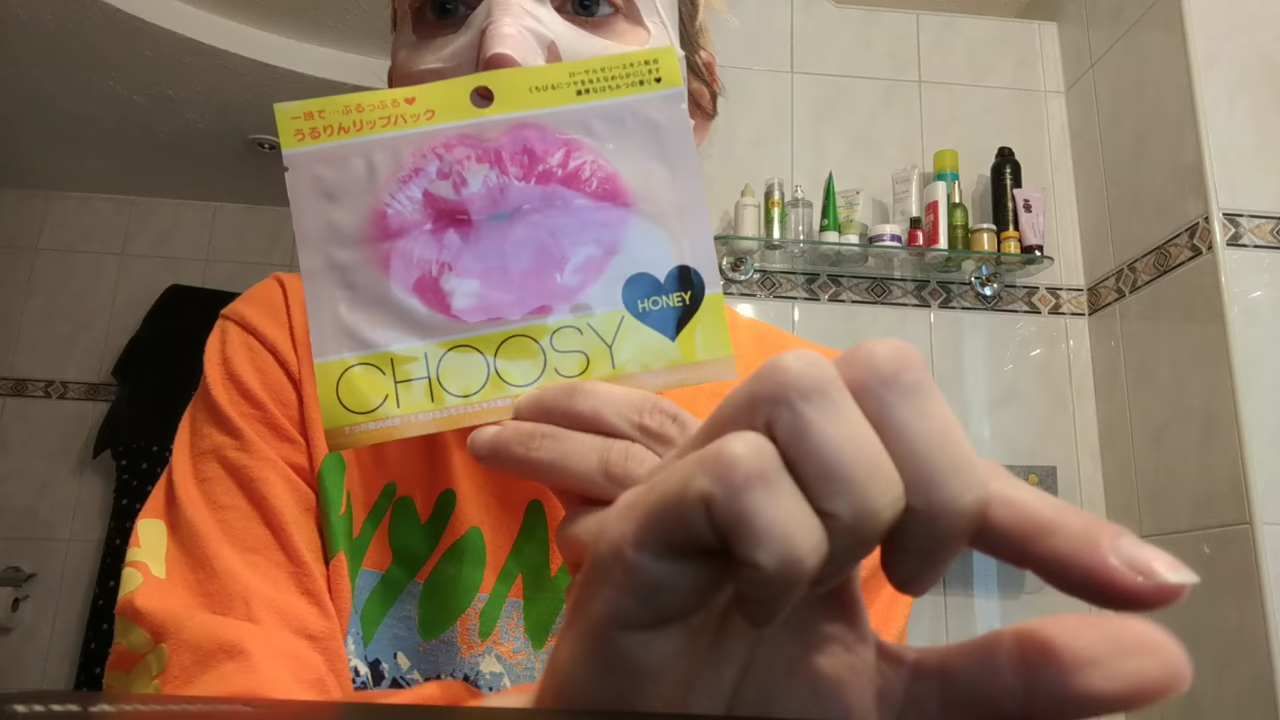 一晩で…ぷるっぷる♥
うるりんリップパック
ローヤルゼリーエキス配合
くちびるにツヤを与えなめらかにします
濃厚なはちみつの香り♥
HONEY
CHOOSY